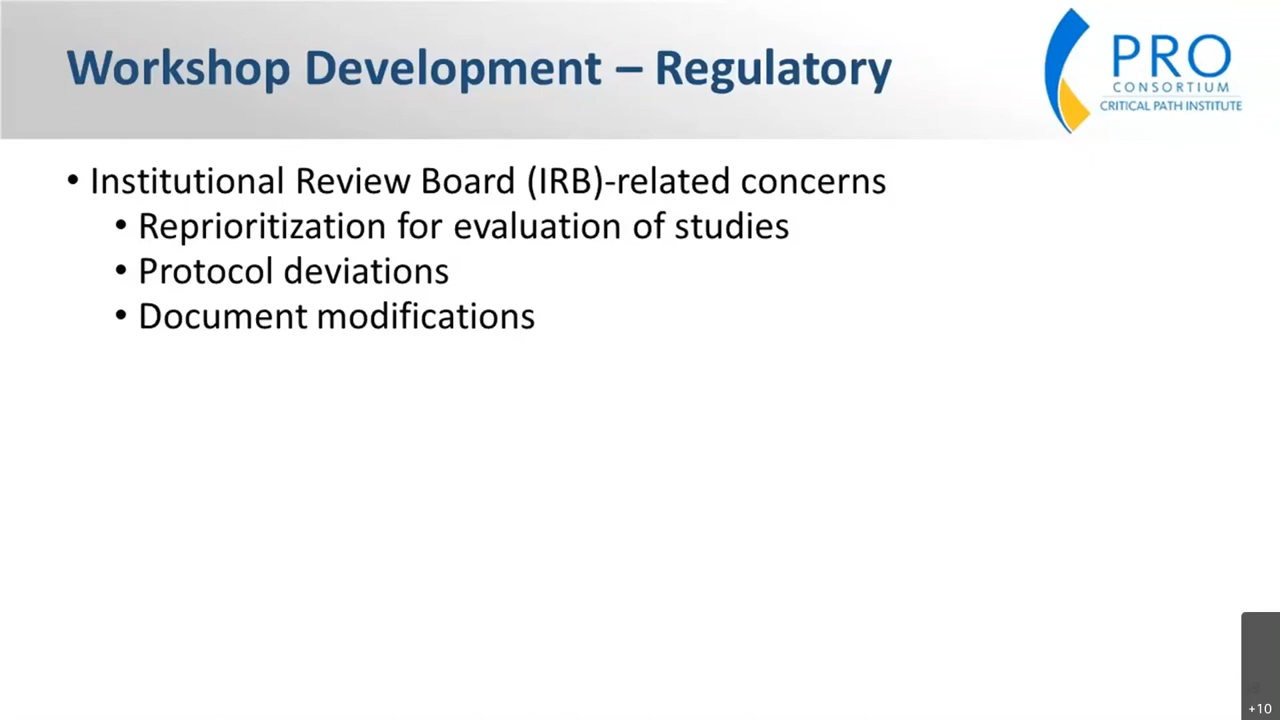 Workshop Development – Regulatory
PRO
CONSORTIUM
CRITICAL PATH INSTITUTE
• Institutional Review Board (IRB)-related concerns
• Reprioritization for evaluation of studies
• Protocol deviations
• Document modifications
+10